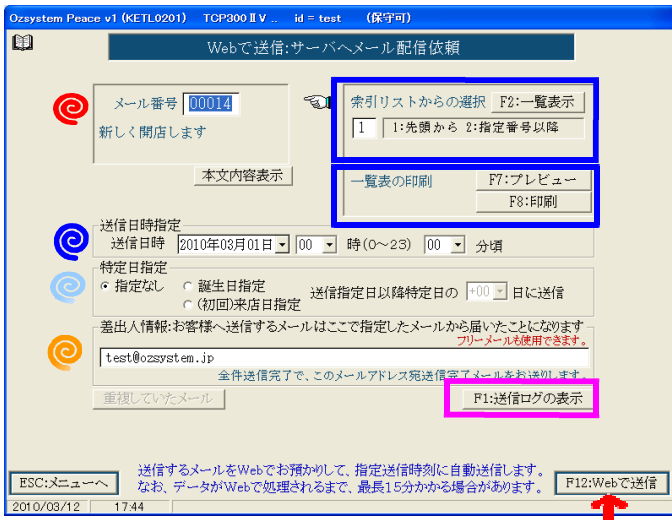 Ozsystem Peace v1 (KETL0201) TCP300ⅡV .. id = test (保守可)
Webで送信:サーバへメール配信依頼
メール番号 00014
新しく開店します
本文内容表示
索引リストからの選択 F2:一覧表示
1 1:先頭から 2:指定番号以降
一覧表の印刷 F7:プレビュー
F8:印刷
送信日時指定
送信日時 2010年03月01日 00 時(0~23) 00 分頃
特定日指定
指定なし 誕生日指定
(初回)来店日指定
送信指定日以降特定日の +00 日に送信
差出人情報:お客様へ送信するメールはここで指定したメールから届いたことになります
フリーメールも使用できます。
test@ozsystem.jp
全件送信完了で、このメールアドレス宛送信完了メールをお送りします。
重複していたメール F1:送信ログの表示
送信するメールをWebでお預かりして、指定送信時刻に自動送信します。
ESC:メニューへ なお、データがWebで処理されるまで、最長15分かかる場合があります。 F12:Webで送信
2010/03/12 17:44